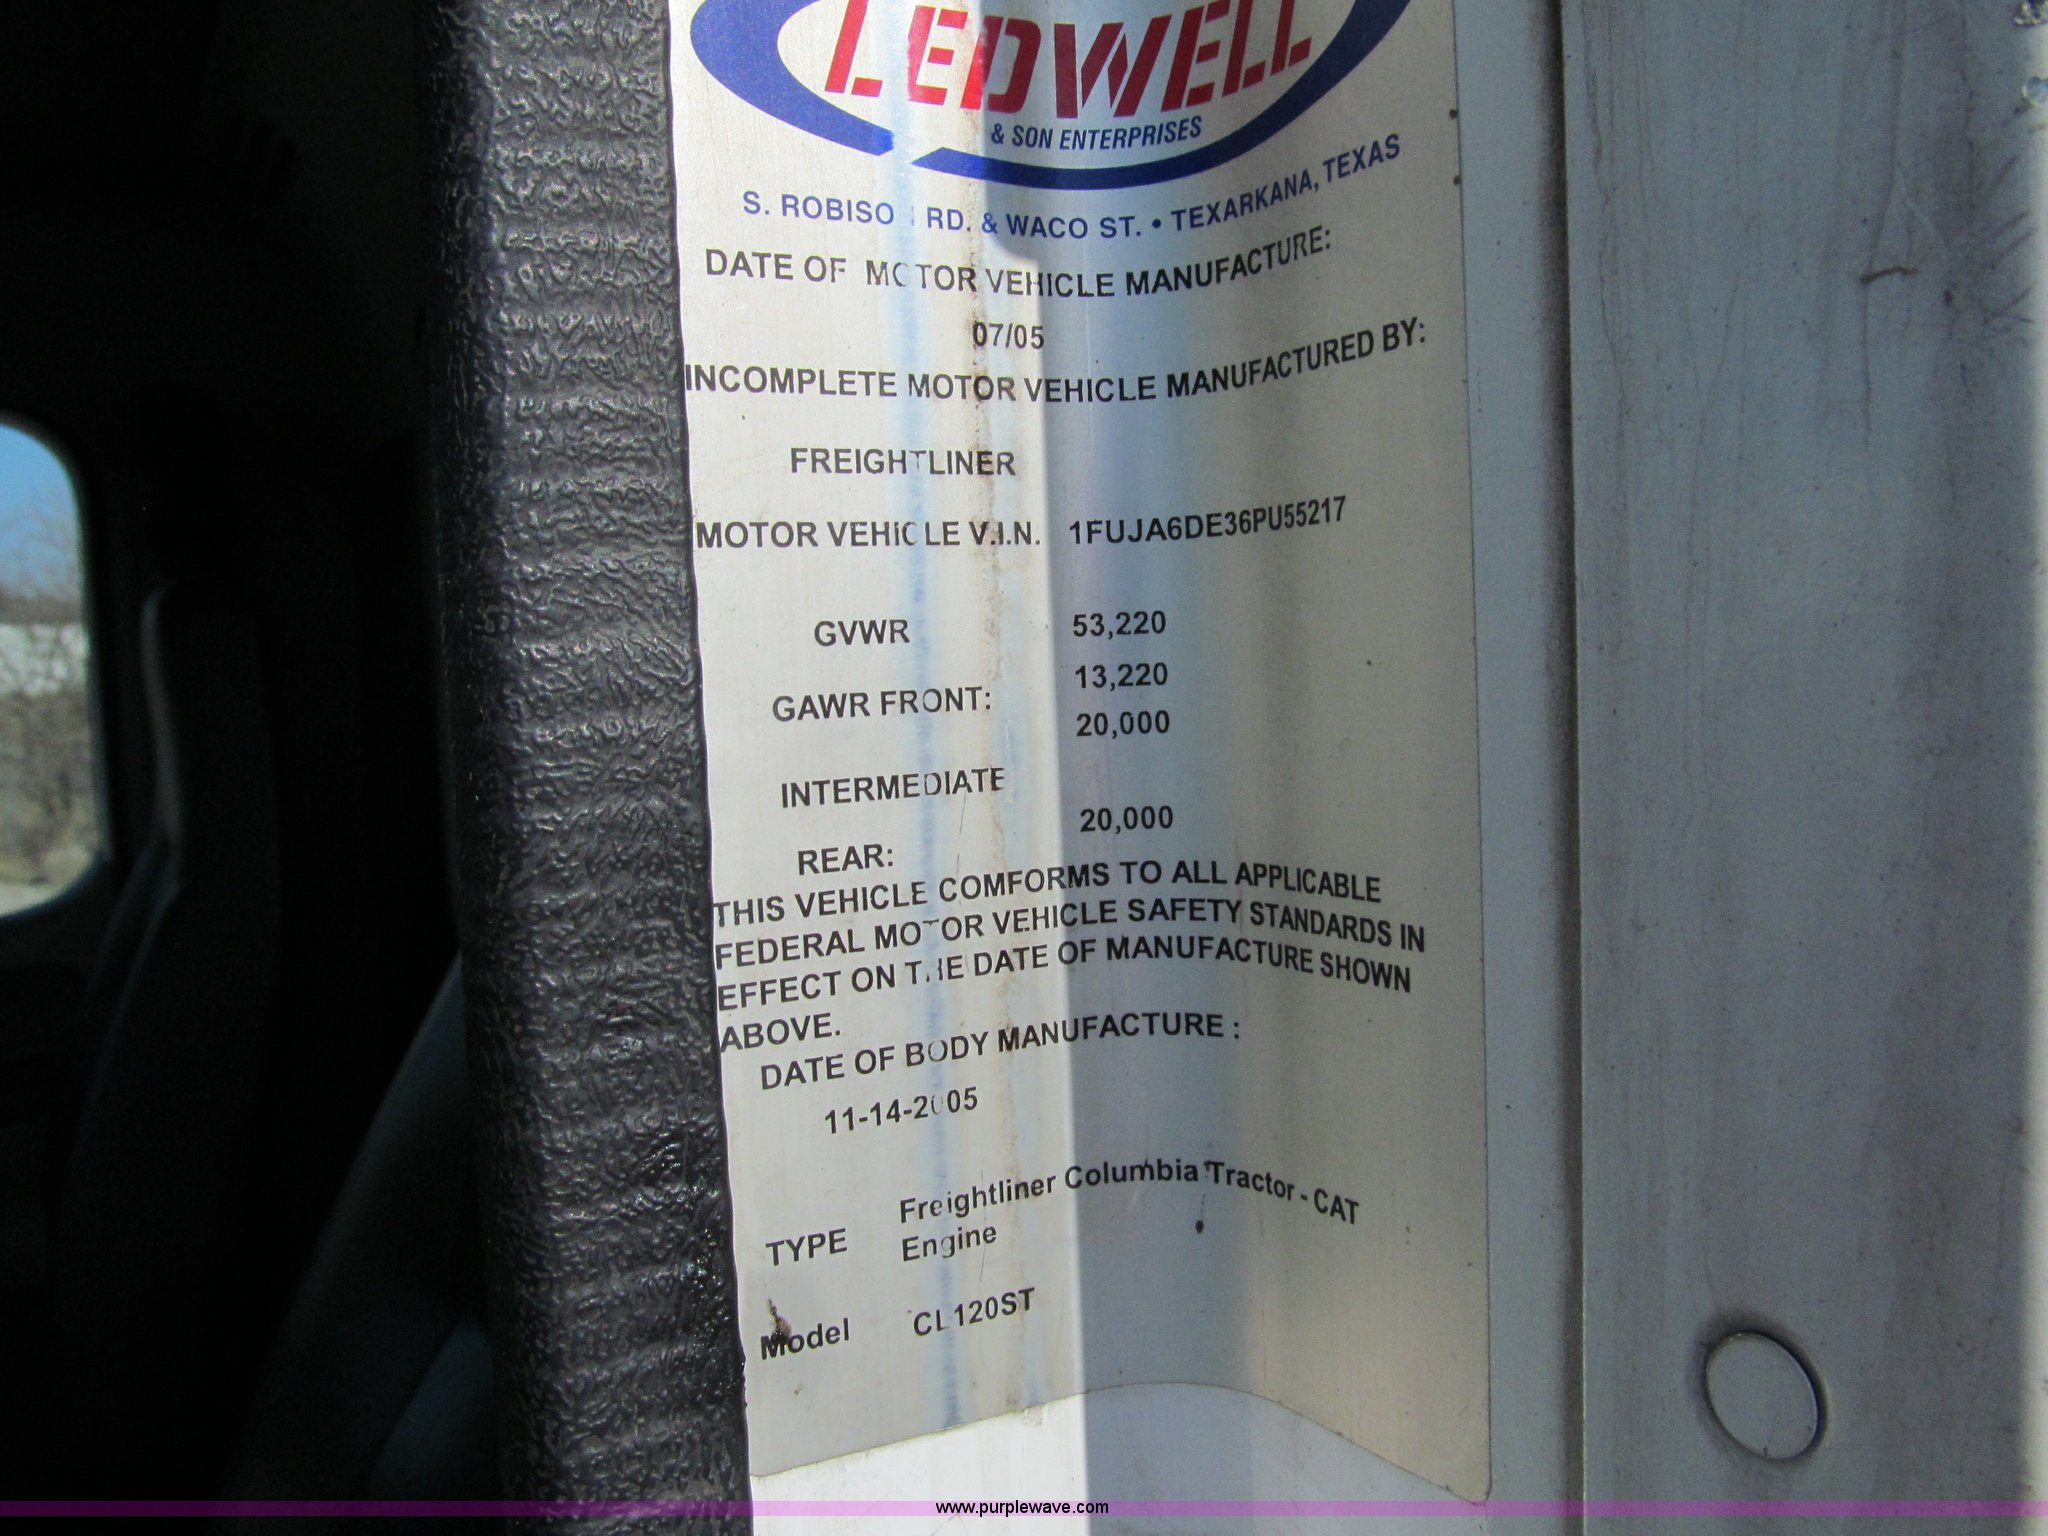 LEDWELL
& SON ENTERPRISES
S. ROBISO RD. & WACO ST. • TEXARKANA, TEXAS
DATE OF MOTOR VEHICLE MANUFACTURE:
07/05
INCOMPLETE MOTOR VEHICLE MANUFACTURED BY:
FREIGHTLINER
MOTOR VEHICLE V.I.N. 1FUJA6DE36PU55217
GVWR 53,220
13,220
GAWR FRONT:
20,000
INTERMEDIATE
20,000
REAR:
THIS VEHICLE COMFORMS TO ALL APPLICABLE
FEDERAL MOTOR VEHICLE SAFETY STANDARDS IN
EFFECT ON THE DATE OF MANUFACTURE SHOWN
ABOVE.
DATE OF BODY MANUFACTURE :
11-14-2005
TYPE Freightliner Columbia Tractor - CAT
Engine
Model CL120ST
www.purplewave.com